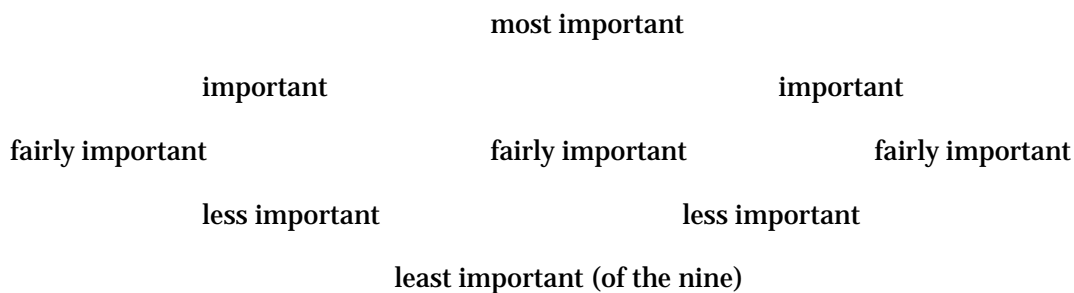 most important
important important
fairly important fairly important fairly important
less important less important
least important (of the nine)